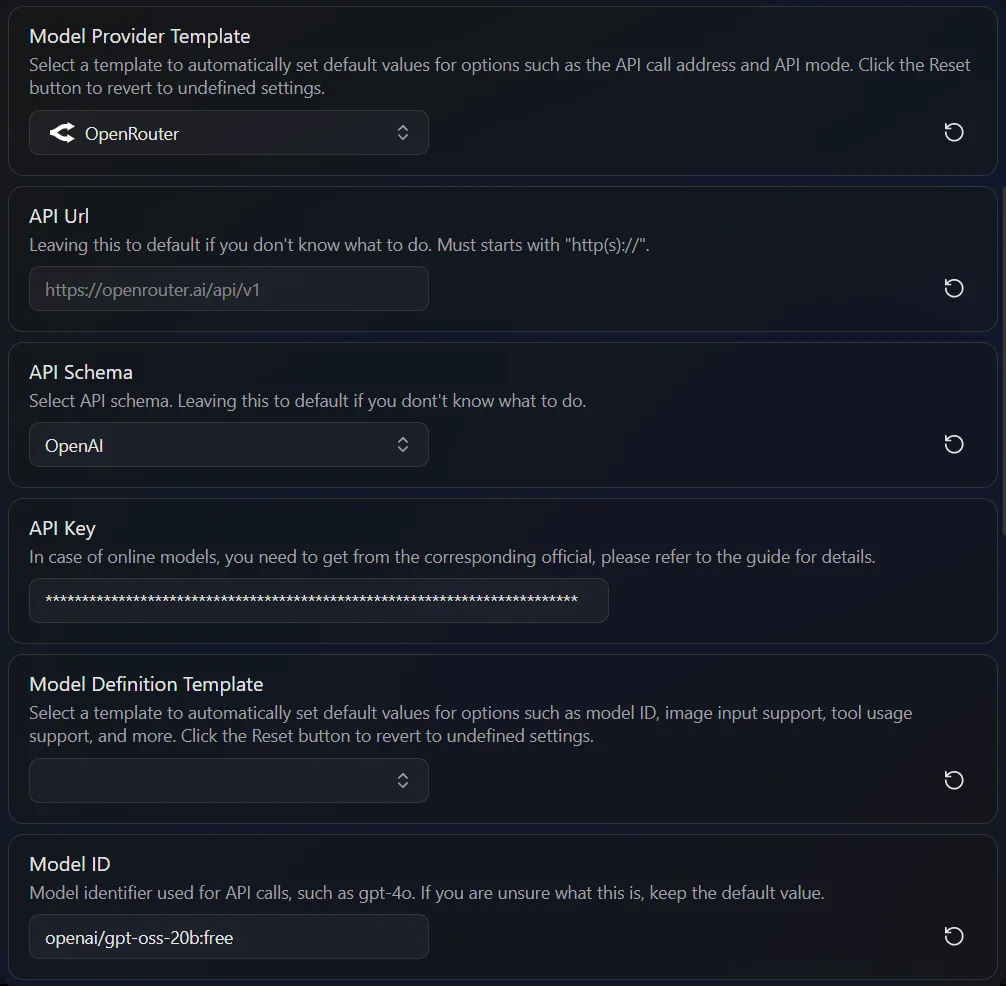 Model Provider Template
Select a template to automatically set default values for options such as the API call address and API mode. Click the Reset
button to revert to undefined settings.
OpenRouter
API Url
Leaving this to default if you don't know what to do. Must starts with "http(s)://".
https://openrouter.ai/api/v1
API Schema
Select API schema. Leaving this to default if you dont't know what to do.
OpenAI
API Key
In case of online models, you need to get from the corresponding official, please refer to the guide for details.
*************************************************************************
Model Definition Template
Select a template to automatically set default values for options such as model ID, image input support, tool usage
support, and more. Click the Reset button to revert to undefined settings.
Model ID
Model identifier used for API calls, such as gpt-4o. If you are unsure what this is, keep the default value.
openai/gpt-oss-20b:free